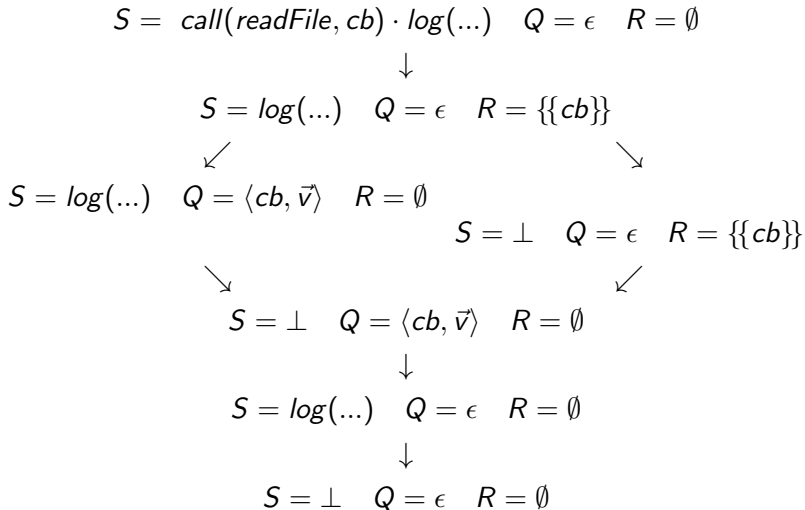 S = call(readFile, cb) · log(...) Q = ϵ R = ∅
↓
S = log(...) Q = ϵ R = {{cb}}
↙ ↘
S = log(...) Q = ⟨cb, v⃗⟩ R = ∅
S = ⊥ Q = ϵ R = {{cb}}
↘ ↙
S = ⊥ Q = ⟨cb, v⃗⟩ R = ∅
↓
S = log(...) Q = ϵ R = ∅
↓
S = ⊥ Q = ϵ R = ∅